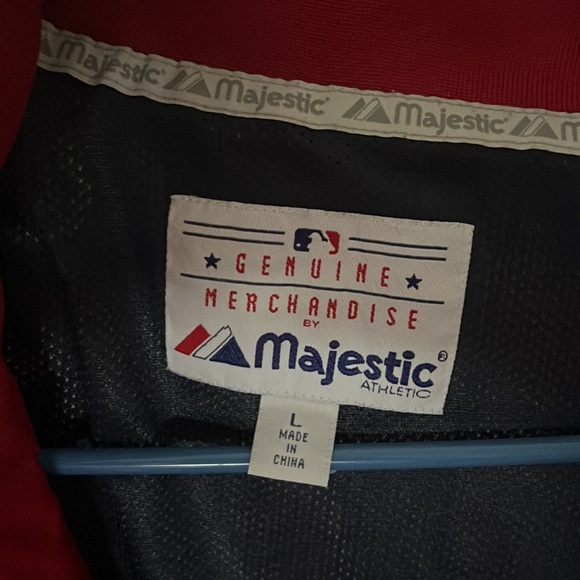 Majestic® Majestic® Majestic®
GENUINE
MERCHANDISE
BY
Majestic®
ATHLETIC
L
MADE
IN
CHINA